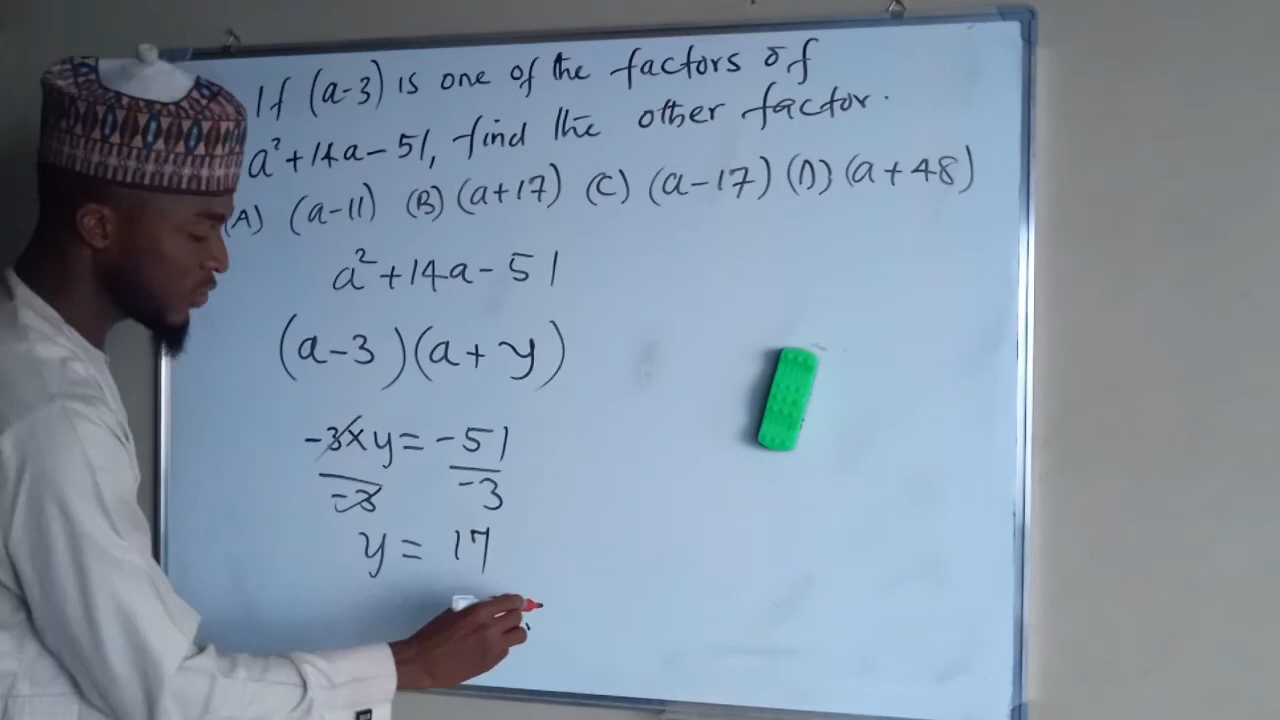 If (a-3) is one of the factors of
a²+14a-51, find the other factor.
(A) (a-11) (B) (a+17) (C) (a-17) (D) (a+48)
a²+14a-51
(a-3)(a+y)
-3xy = -51
-3 -3
y = 17